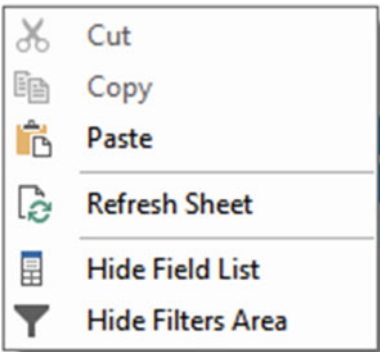 Cut
Copy
Paste
Refresh Sheet
Hide Field List
Hide Filters Area